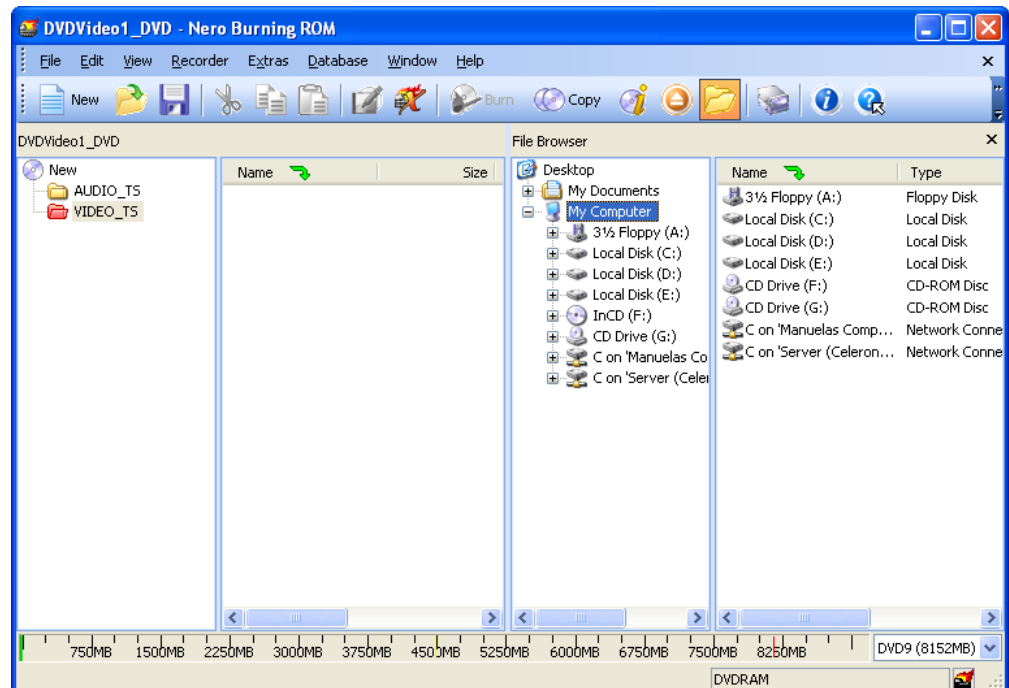 DVDVideo1_DVD - Nero Burning ROM
File Edit View Recorder Extras Database Window Help
New Burn Copy
DVDVideo1_DVD
New
AUDIO_TS
VIDEO_TS
Name Size
File Browser
Desktop
My Documents
My Computer
3½ Floppy (A:)
Local Disk (C:)
Local Disk (D:)
Local Disk (E:)
InCD (F:)
CD Drive (G:)
C on 'Manuelas Co
C on 'Server (Celer
Name Type
3½ Floppy (A:) Floppy Disk
Local Disk (C:) Local Disk
Local Disk (D:) Local Disk
Local Disk (E:) Local Disk
CD Drive (F:) CD-ROM Disc
CD Drive (G:) CD-ROM Disc
C on 'Manuelas Comp... Network Conne
C on 'Server (Celeron... Network Conne
750MB 1500MB 2250MB 3000MB 3750MB 4500MB 5250MB 6000MB 6750MB 7500MB 8250MB DVD9 (8152MB)
DVDRAM